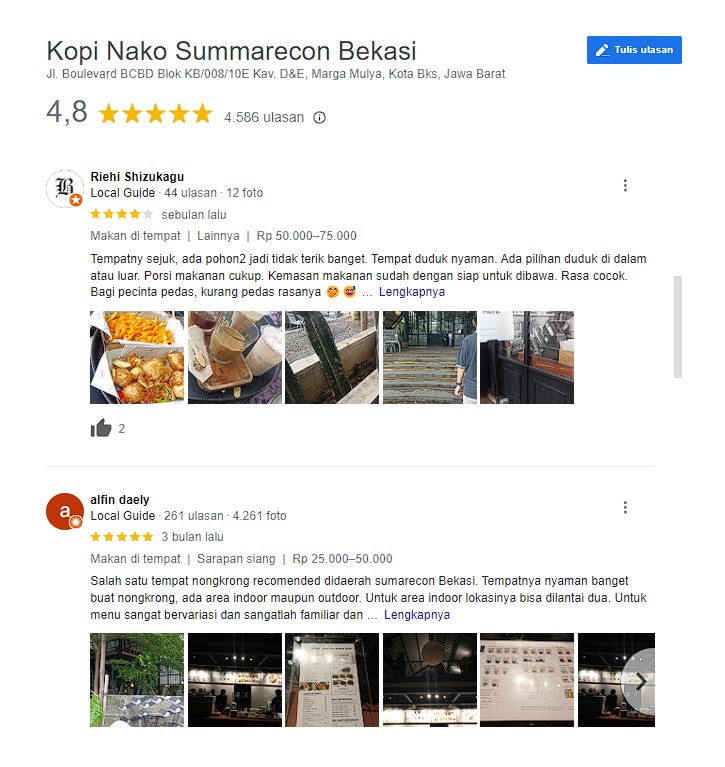 Kopi Nako Summarecon Bekasi
Tulis ulasan
Jl. Boulevard BCBD Blok KB/008/10E Kav. D&E, Marga Mulya, Kota Bks, Jawa Barat
4,8
4.586 ulasan
Riehi Shizukagu
Local Guide · 44 ulasan · 12 foto
sebulan lalu
Makan di tempat | Lainnya | Rp 50.000–75.000
Tempatny sejuk, ada pohon2 jadi tidak terik banget. Tempat duduk nyaman. Ada pilihan duduk di dalam
atau luar. Porsi makanan cukup. Kemasan makanan sudah dengan siap untuk dibawa. Rasa cocok.
Bagi pecinta pedas, kurang pedas rasanya 🤭 😅 … Lengkapnya
2
a
alfin daely
Local Guide · 261 ulasan · 4.261 foto
3 bulan lalu
Makan di tempat | Sarapan siang | Rp 25.000–50.000
Salah satu tempat nongkrong recomended didaerah sumarecon Bekasi. Tempatnya nyaman banget
buat nongkrong, ada area indoor maupun outdoor. Untuk area indoor lokasinya bisa dilantai dua. Untuk
menu sangat bervariasi dan sangatlah familiar dan … Lengkapnya